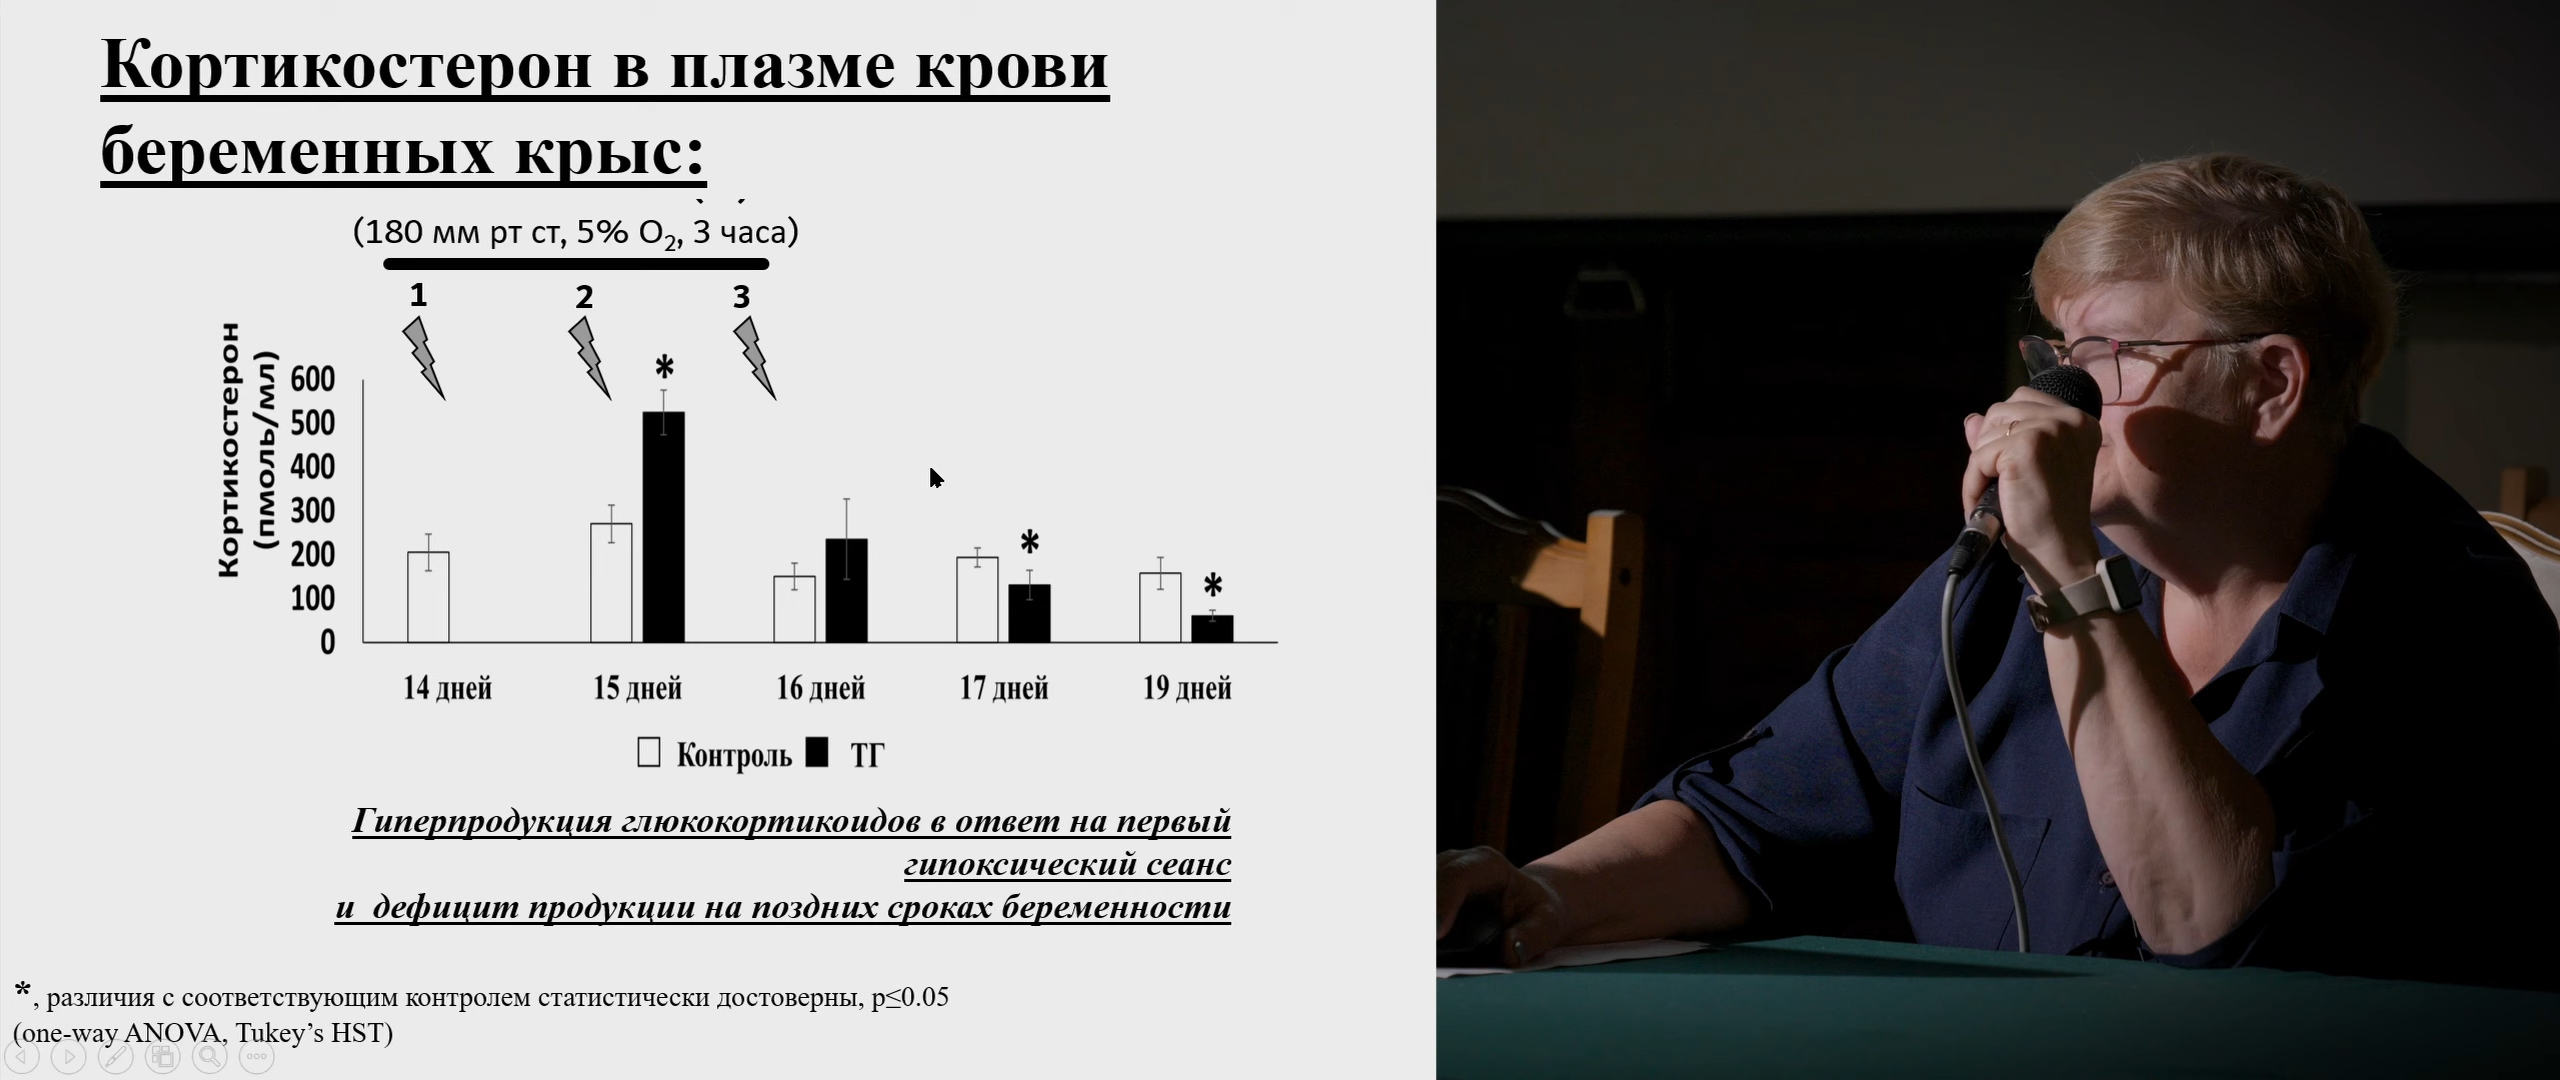 Кортикостерон в плазме крови
беременных крыс:
(180 мм рт ст, 5% O₂, 3 часа)
1 2 3
Кортикостерон
(пмоль/мл)
* * *
600
500
400
300
200
100
0
14 дней 15 дней 16 дней 17 дней 19 дней
Контроль ТГ
Гиперпродукция глюкокортикоидов в ответ на первый
гипоксический сеанс
и дефицит продукции на поздних сроках беременности
*, различия с соответствующим контролем статистически достоверны, p≤0.05
(one-way ANOVA, Tukey’s HST)